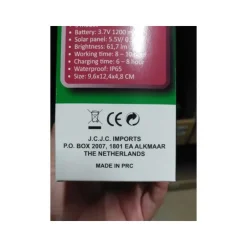 • Battery: 3.7V 1200
• Solar panel: 5.5V/
• Brightness: 61,7 lm
• Working time: 8 -
• Charging time: 6 - 8
• Waterproof: IP65
• Size: 9,6x12,4x4,8 CM
CE
J.C.J.C. IMPORTS
P.O. BOX 2007, 1801 EA ALKMAAR
THE NETHERLANDS
MADE IN PRC